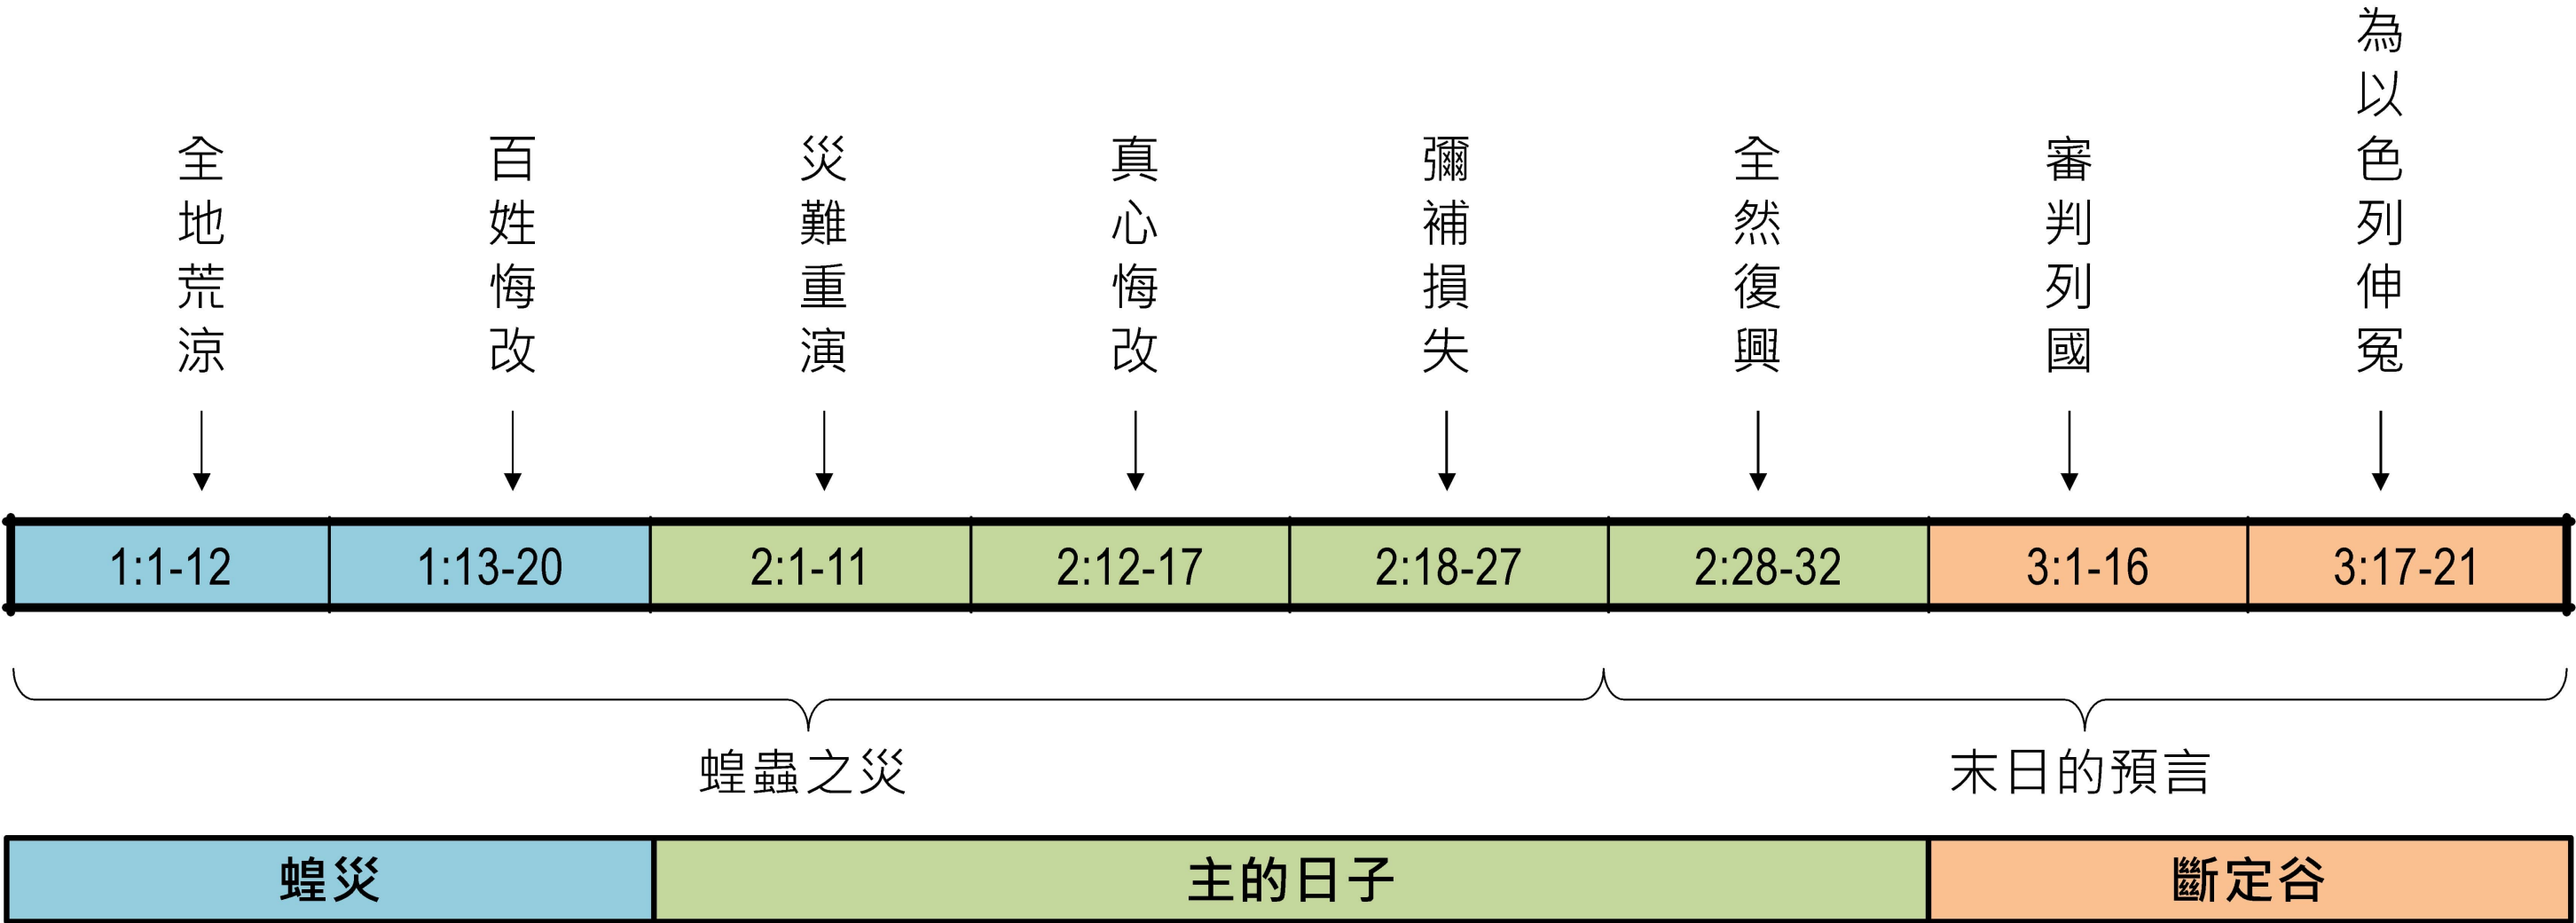 全地荒涼
百姓悔改
災難重演
真心悔改
彌補損失
全然復興
審判列國
為以色列伸冤
1:1-12
1:13-20
2:1-11
2:12-17
2:18-27
2:28-32
3:1-16
3:17-21
蝗蟲之災
末日的預言
蝗災
主的日子
斷定谷